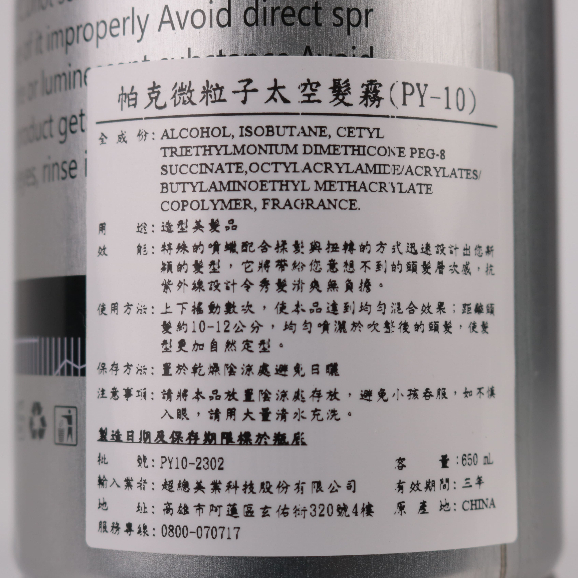 of it improperly Avoid direct spr
帕克微粒子太空髮霧(PY-10)
全成份:ALCOHOL, ISOBUTANE, CETYL
TRIETHYLMONIUM DIMETHICONE PEG-8
SUCCINATE,OCTYLACRYLAMIDE/ACRYLATES/
BUTYLAMINOETHYL METHACRYLATE
COPOLYMER, FRAGRANCE.
用途:造型美髮品
效能:特殊的噴霧配合揉髮與扭轉的方式迅速設計出您新
穎的髮型，它將帶給您意想不到的頭髮層次感，抗
紫外線設計令秀髮清爽無負擔。
使用方法:上下搖動數次，使本品達到均勻混合效果；距離頭
髮約10-12公分，均勻噴灑於吹整後的頭髮，使髮
型更加自然定型。
保存方法:置於乾燥陰涼處避免日曬
注意事項:請將本品放置陰涼處存放，避免小孩吞服，如不慎
入眼，請用大量清水充洗。
製造日期及保存期限標於瓶底
批號:PY10-2302 容量:650 mL
輸入業者:超總美業科技股份有限公司 有效期間:三年
地址:高雄市阿蓮區玄佑街320號4樓 原產地:CHINA
服務專線:0800-070717
product get
eyes, rinse